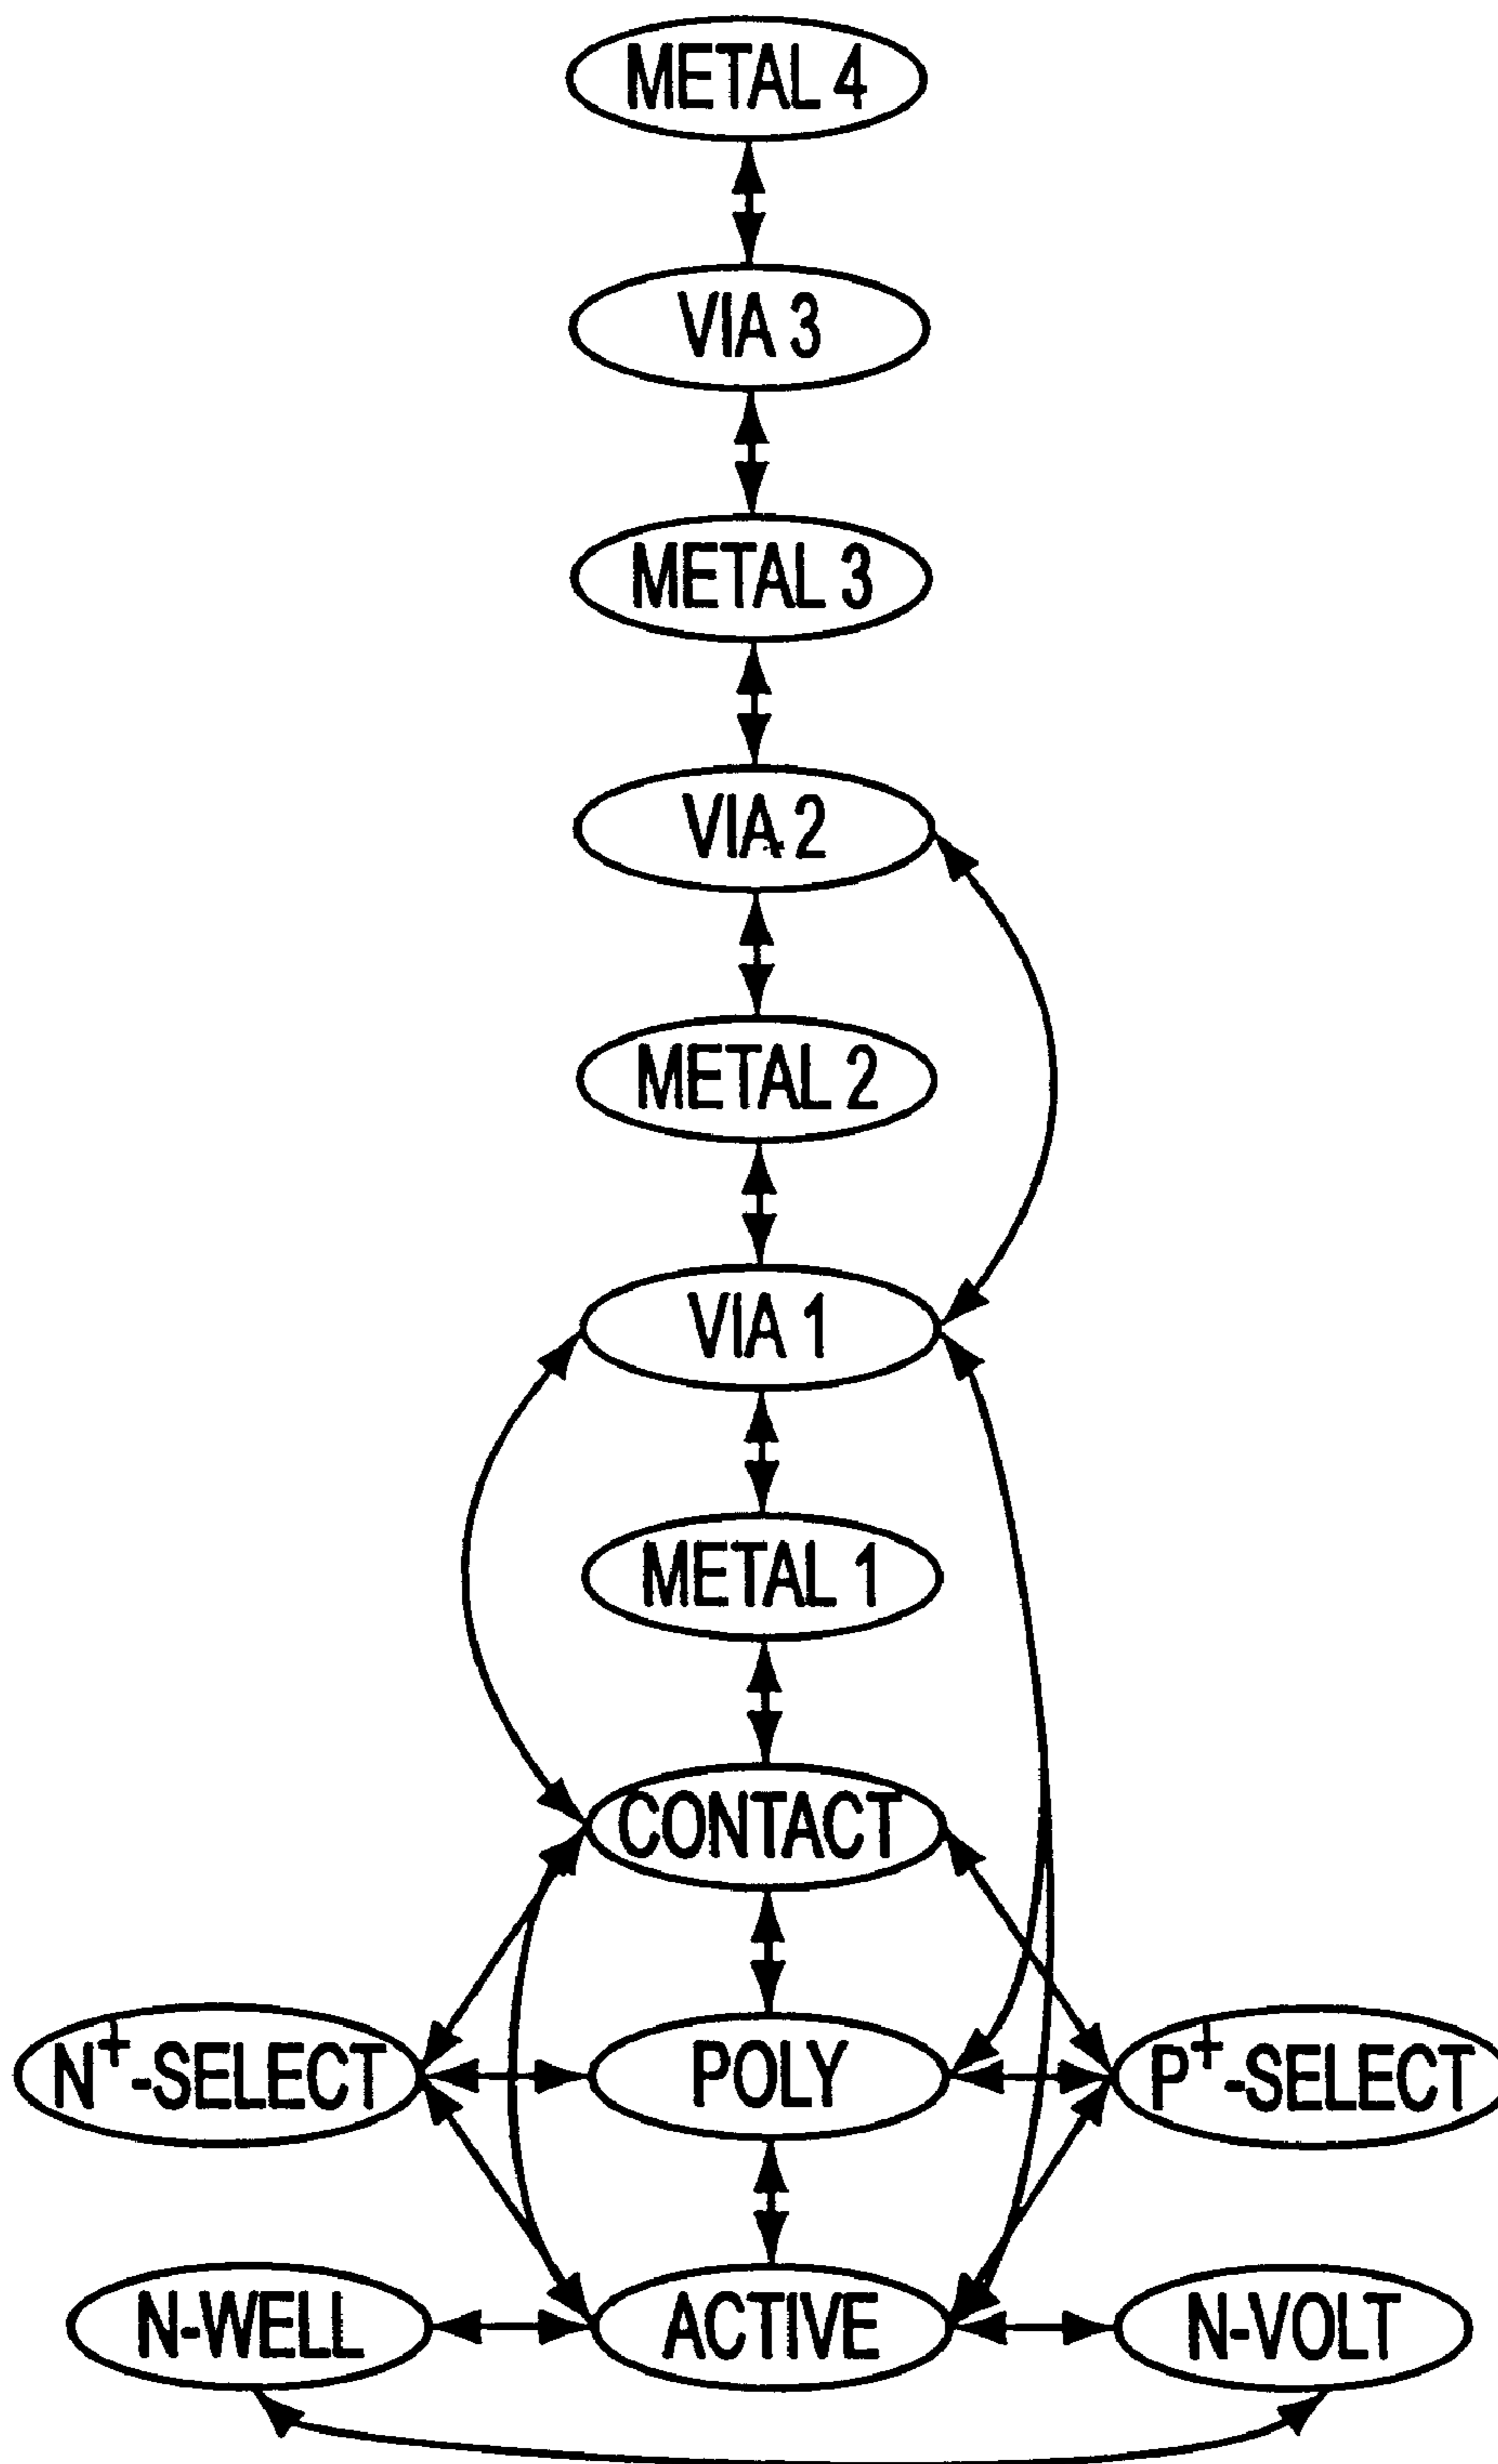 METAL 4
VIA 3
METAL 3
VIA 2
METAL 2
VIA 1
METAL 1
CONTACT
N⁺-SELECT
POLY
P⁺-SELECT
N-WELL
ACTIVE
N-VOLT